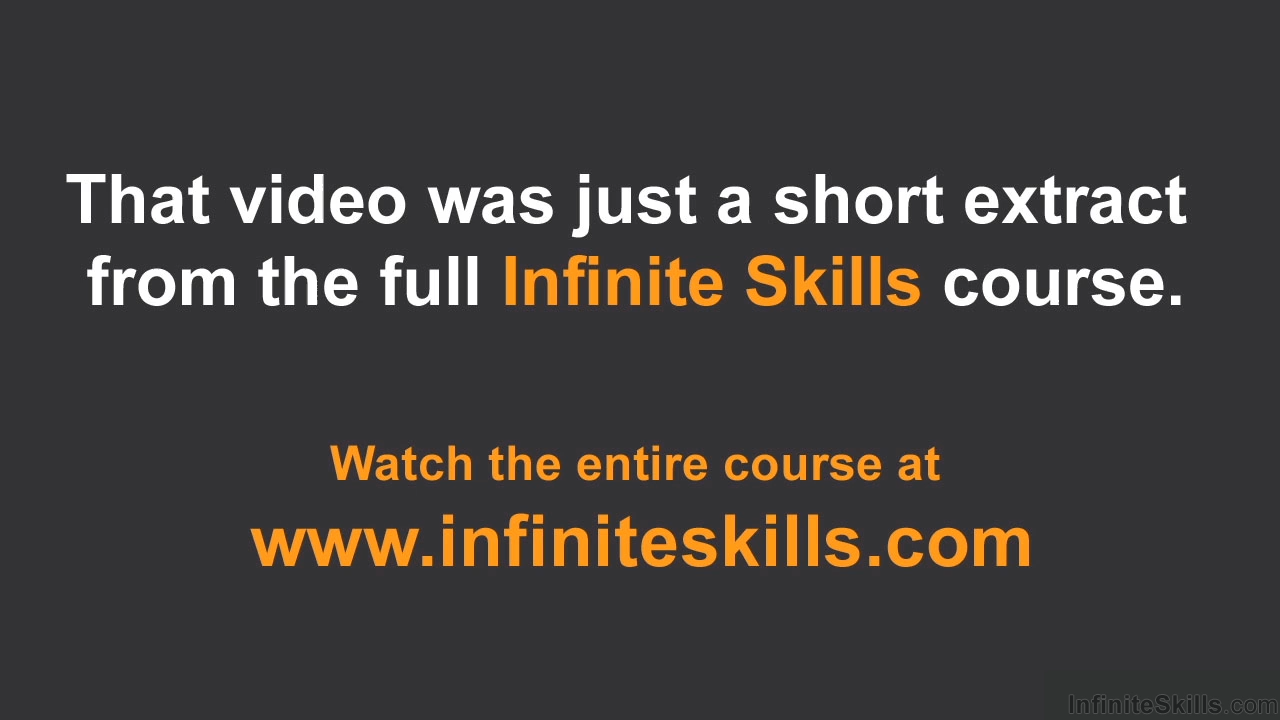 That video was just a short extract
from the full Infinite Skills course.
Watch the entire course at
www.infiniteskills.com
InfiniteSkills.com